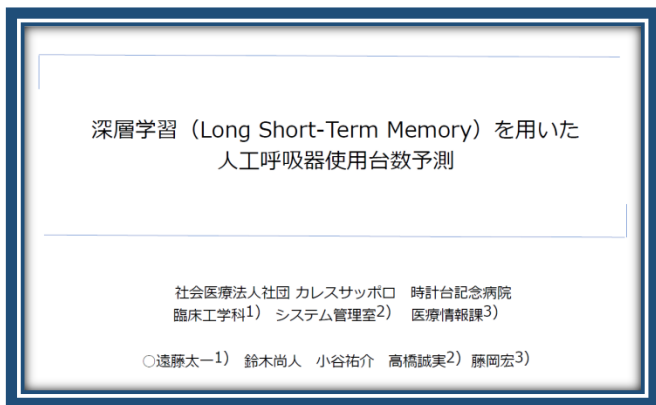 深層学習（Long Short-Term Memory）を用いた
人工呼吸器使用台数予測
社会医療法人社団 カレスサッポロ　時計台記念病院
臨床工学科1)　システム管理室2)　医療情報課3)
○遠藤太一1)　鈴木尚人　小谷祐介　高橋誠実2)　藤岡宏3)